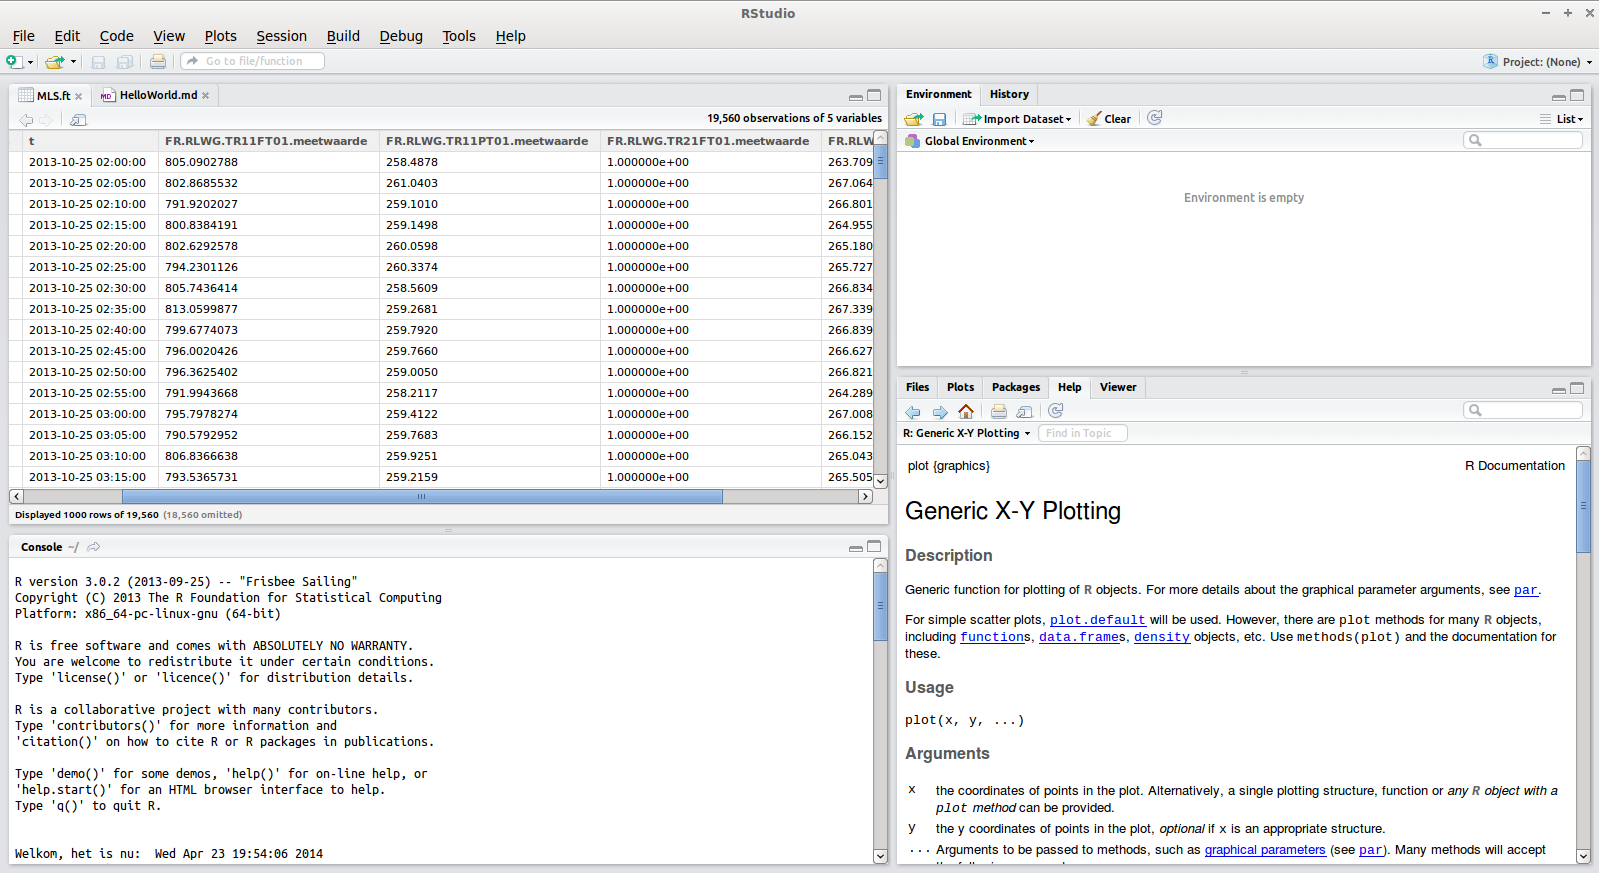 RStudio
File Edit Code View Plots Session Build Debug Tools Help
Go to file/function
Project: (None)
MLS.ft
HelloWorld.md
19,560 observations of 5 variables
t FR.RLWG.TR11FT01.meetwaarde FR.RLWG.TR11PT01.meetwaarde FR.RLWG.TR21FT01.meetwaarde FR.RLW
2013-10-25 02:00:00 805.0902788 258.4878 1.000000e+00 263.709
2013-10-25 02:05:00 802.8685532 261.0403 1.000000e+00 267.064
2013-10-25 02:10:00 791.9202027 259.1010 1.000000e+00 266.801
2013-10-25 02:15:00 800.8384191 259.1498 1.000000e+00 264.955
2013-10-25 02:20:00 802.6292578 260.0598 1.000000e+00 265.180
2013-10-25 02:25:00 794.2301126 260.3374 1.000000e+00 265.727
2013-10-25 02:30:00 805.7436414 258.5609 1.000000e+00 266.834
2013-10-25 02:35:00 813.0599877 259.2681 1.000000e+00 267.339
2013-10-25 02:40:00 799.6774073 259.7920 1.000000e+00 266.839
2013-10-25 02:45:00 796.0020426 259.7660 1.000000e+00 266.627
2013-10-25 02:50:00 796.3625402 259.0050 1.000000e+00 266.821
2013-10-25 02:55:00 791.9943668 258.2117 1.000000e+00 264.289
2013-10-25 03:00:00 795.7978274 259.4122 1.000000e+00 267.008
2013-10-25 03:05:00 790.5792952 259.7683 1.000000e+00 266.152
2013-10-25 03:10:00 806.8366638 259.9251 1.000000e+00 265.043
2013-10-25 03:15:00 793.5365731 259.2159 1.000000e+00 265.505
Displayed 1000 rows of 19,560 (18,560 omitted)
Console ~/
R version 3.0.2 (2013-09-25) -- "Frisbee Sailing"
Copyright (C) 2013 The R Foundation for Statistical Computing
Platform: x86_64-pc-linux-gnu (64-bit)
R is free software and comes with ABSOLUTELY NO WARRANTY.
You are welcome to redistribute it under certain conditions.
Type 'license()' or 'licence()' for distribution details.
R is a collaborative project with many contributors.
Type 'contributors()' for more information and
'citation()' on how to cite R or R packages in publications.
Type 'demo()' for some demos, 'help()' for on-line help, or
'help.start()' for an HTML browser interface to help.
Type 'q()' to quit R.
Welkom, het is nu:  Wed Apr 23 19:54:06 2014
Environment History
Import Dataset Clear List
Global Environment
Environment is empty
Files Plots Packages Help Viewer
R: Generic X-Y Plotting Find in Topic
plot {graphics} R Documentation
Generic X-Y Plotting
Description
Generic function for plotting of R objects. For more details about the graphical parameter arguments, see par.
For simple scatter plots, plot.default will be used. However, there are plot methods for many R objects,
including functions, data.frames, density objects, etc. Use methods(plot) and the documentation for
these.
Usage
plot(x, y, ...)
Arguments
x the coordinates of points in the plot. Alternatively, a single plotting structure, function or any R object with a
plot method can be provided.
y the y coordinates of points in the plot, optional if x is an appropriate structure.
... Arguments to be passed to methods, such as graphical parameters (see par). Many methods will accept